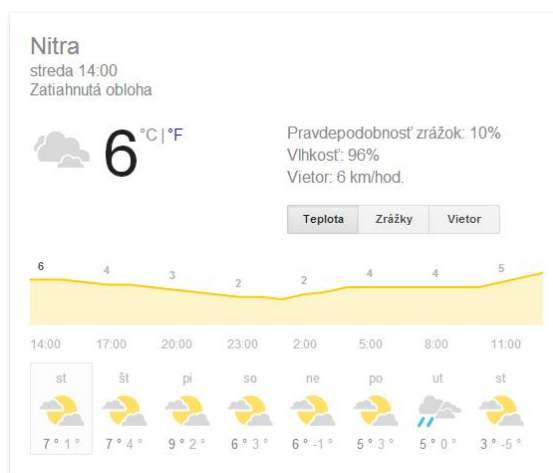 Nitra
streda 14:00
Zatiahnutá obloha
6 °C | °F
Pravdepodobnosť zrážok: 10%
Vlhkosť: 96%
Vietor: 6 km/hod.
Teplota Zrážky Vietor
6 4 3 2 2 4 4 5
14:00 17:00 20:00 23:00 2:00 5:00 8:00 11:00
st št pi so ne po ut st
7° 1° 7° 4° 9° 2° 6° 3° 6° -1° 5° 3° 5° 0° 3° -5°